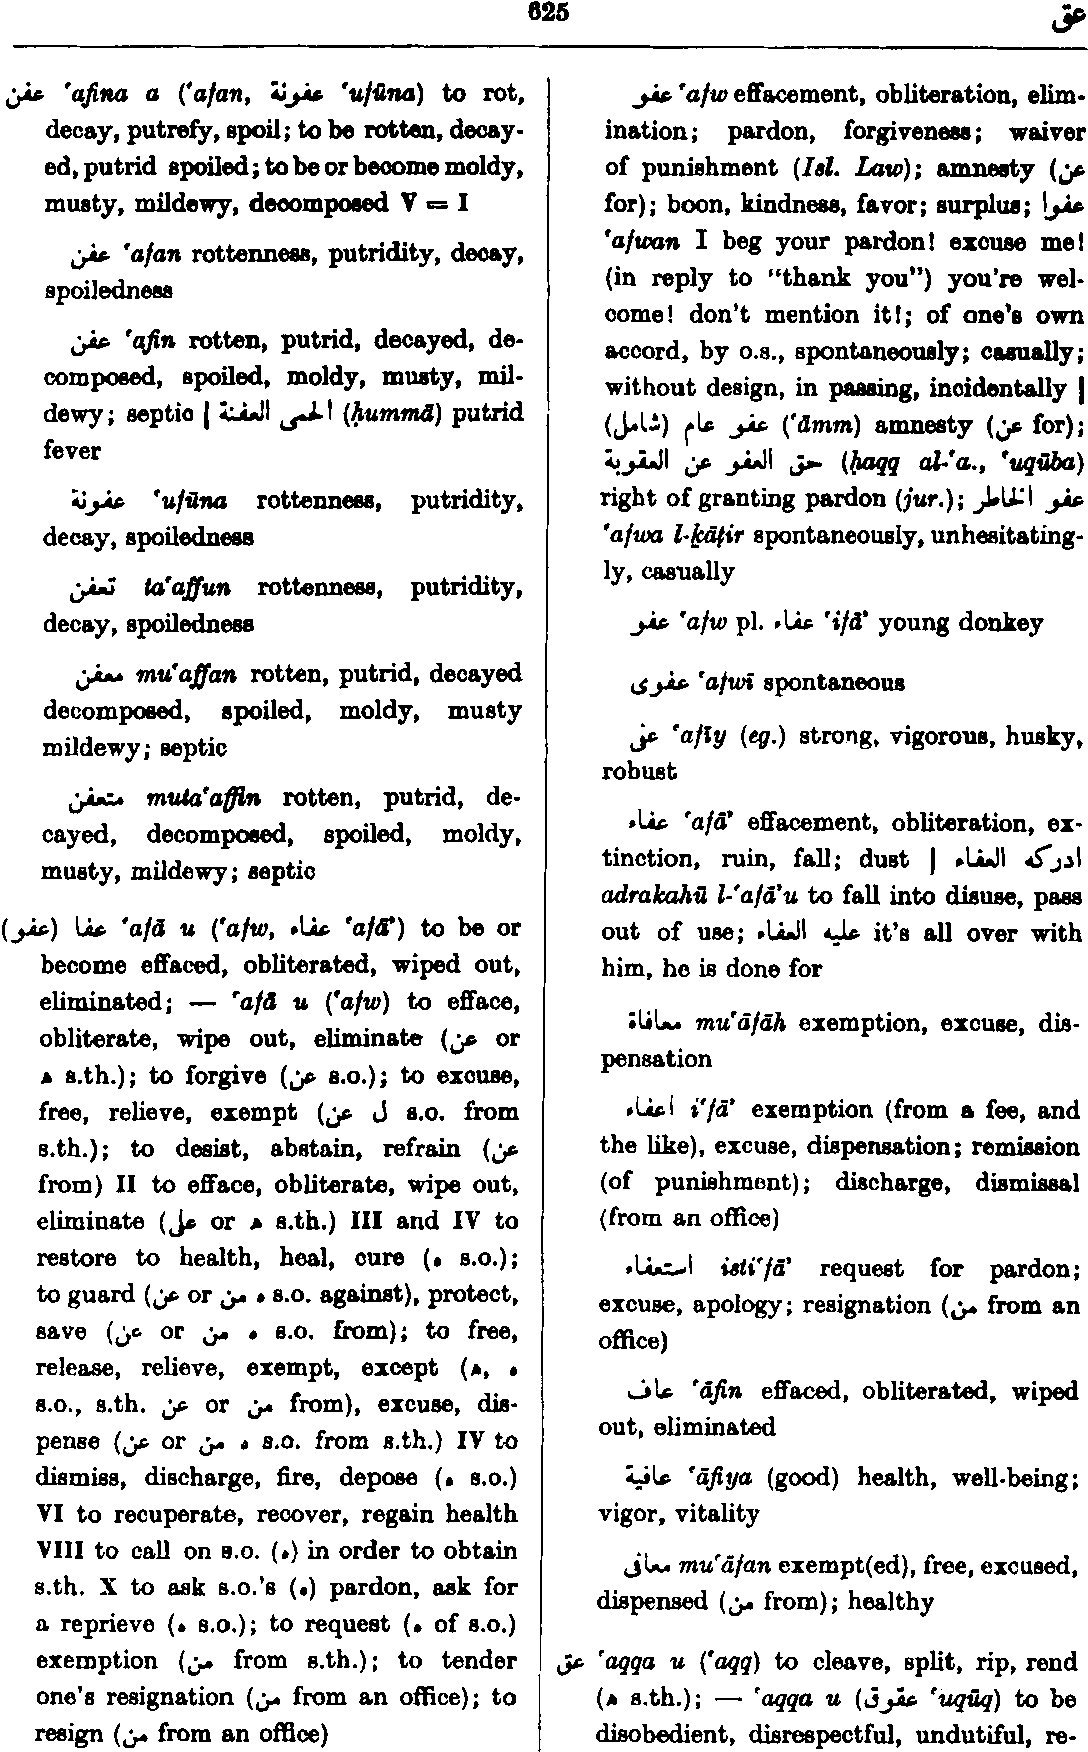 625
عق
عفن ‘afina a (‘afan, عفونة ‘ufūna) to rot,
decay, putrefy, spoil; to be rotten, decay-
ed, putrid spoiled; to be or become moldy,
musty, mildewy, decomposed V = I
عفن ‘afan rottenness, putridity, decay,
spoiledness
عفن ‘afin rotten, putrid, decayed, de-
composed, spoiled, moldy, musty, mil-
dewy; septic | الحمى العفنة (ḥummā) putrid
fever
عفونة ‘ufūna rottenness, putridity,
decay, spoiledness
تعفن ta‘affun rottenness, putridity,
decay, spoiledness
معفن mu‘affan rotten, putrid, decayed
decomposed, spoiled, moldy, musty
mildewy; septic
متعفن muta‘affin rotten, putrid, de-
cayed, decomposed, spoiled, moldy,
musty, mildewy; septic
(عفو) عفا ‘afā u (‘afw, عفاء ‘afā’) to be or
become effaced, obliterated, wiped out,
eliminated; — ‘afā u (‘afw) to efface,
obliterate, wipe out, eliminate (عن or
ﻫ s.th.); to forgive (عن s.o.); to excuse,
free, relieve, exempt (ل عن s.o. from
s.th.); to desist, abstain, refrain (عن
from) II to efface, obliterate, wipe out,
eliminate (على or ﻫ s.th.) III and IV to
restore to health, heal, cure (ه s.o.);
to guard (عن or من ه s.o. against), protect,
save (عن or من ه s.o. from); to free,
release, relieve, exempt, except (ﻫ, ه
s.o., s.th. عن or من from), excuse, dis-
pense (عن or من ه s.o. from s.th.) IV to
dismiss, discharge, fire, depose (ه s.o.)
VI to recuperate, recover, regain health
VIII to call on s.o. (ه) in order to obtain
s.th. X to ask s.o.’s (ه) pardon, ask for
a reprieve (ه s.o.); to request (ه of s.o.)
exemption (من from s.th.); to tender
one’s resignation (من from an office); to
resign (من from an office)
عفو ‘afw effacement, obliteration, elim-
ination; pardon, forgiveness; waiver
of punishment (Isl. Law); amnesty (عن
for); boon, kindness, favor; surplus; عفوا
‘afwan I beg your pardon! excuse me!
(in reply to “thank you”) you’re wel-
come! don’t mention it!; of one’s own
accord, by o.s., spontaneously; casually;
without design, in passing, incidentally |
عفو عام (شامل) (‘āmm) amnesty (عن for);
حق العفو عن العقوبة (ḥaqq al-‘a., ‘uqūba)
right of granting pardon (jur.); عفو الخاطر
‘afwa l-ḵāṭir spontaneously, unhesitating-
ly, casually
عفو ‘afw pl. عفاء ‘ifā’ young donkey
عفوى ‘afwī spontaneous
عفى ‘afīy (eg.) strong, vigorous, husky,
robust
عفاء ‘afā’ effacement, obliteration, ex-
tinction, ruin, fall; dust | ادركه العفاء
adrakahū l-‘afā’u to fall into disuse, pass
out of use; عليه العفاء it’s all over with
him, he is done for
معافاة mu‘āfāh exemption, excuse, dis-
pensation
اعفاء i‘fā’ exemption (from a fee, and
the like), excuse, dispensation; remission
(of punishment); discharge, dismissal
(from an office)
استعفاء isti‘fā’ request for pardon;
excuse, apology; resignation (من from an
office)
عاف ‘āfin effaced, obliterated, wiped
out, eliminated
عافية ‘āfiya (good) health, well-being;
vigor, vitality
معافى mu‘āfan exempt(ed), free, excused,
dispensed (من from); healthy
عق ‘aqqa u (‘aqq) to cleave, split, rip, rend
(ﻫ s.th.); — ‘aqqa u (عقوق ‘uqūq) to be
disobedient, disrespectful, undutiful, re-